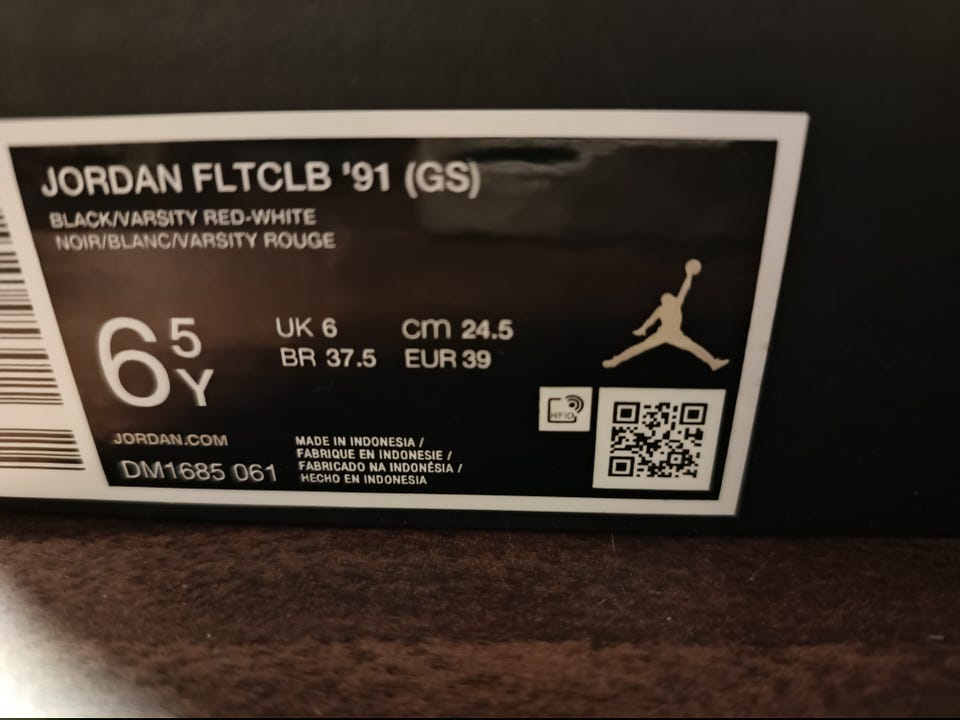 JORDAN FLTCLB '91 (GS)
BLACK/VARSITY RED-WHITE
NOIR/BLANC/VARSITY ROUGE
6 5 Y
UK 6 cm 24.5
BR 37.5 EUR 39
HFID
JORDAN.COM
DM1685 061
MADE IN INDONESIA /
FABRIQUE EN INDONESIE /
FABRICADO NA INDONÉSIA /
HECHO EN INDONESIA